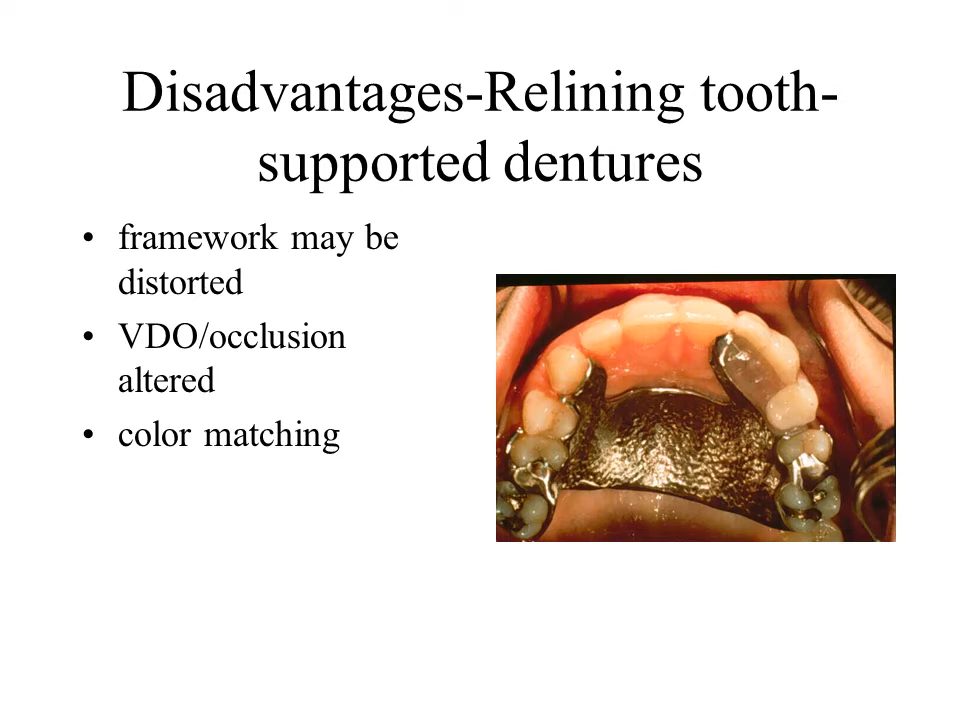 Disadvantages-Relining tooth-
supported dentures
• framework may be
distorted
• VDO/occlusion
altered
• color matching